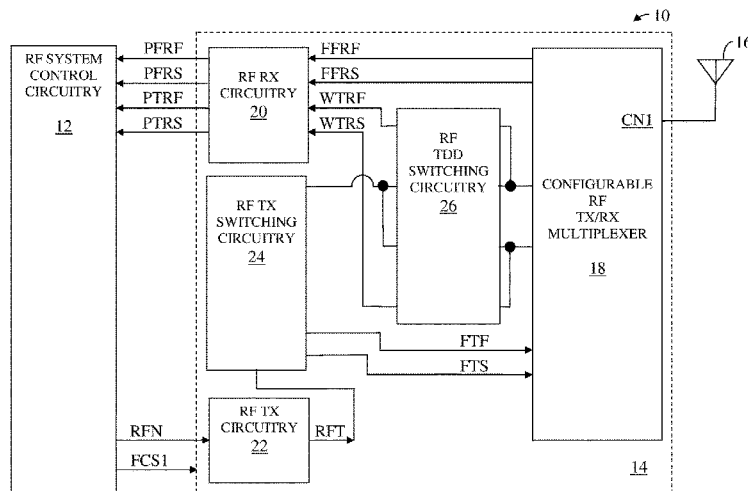 10
16
RF SYSTEM
CONTROL
CIRCUITRY
12
PFRF
PFRS
PTRF
PTRS
RF RX
CIRCUITRY
20
FFRF
FFRS
WTRF
WTRS
RF
TDD
SWITCHING
CIRCUITRY
26
CN1
CONFIGURABLE
RF
TX/RX
MULTIPLEXER
18
RF TX
SWITCHING
CIRCUITRY
24
FTF
FTS
RF TX
CIRCUITRY
22
RFN
RFT
FCS1
14